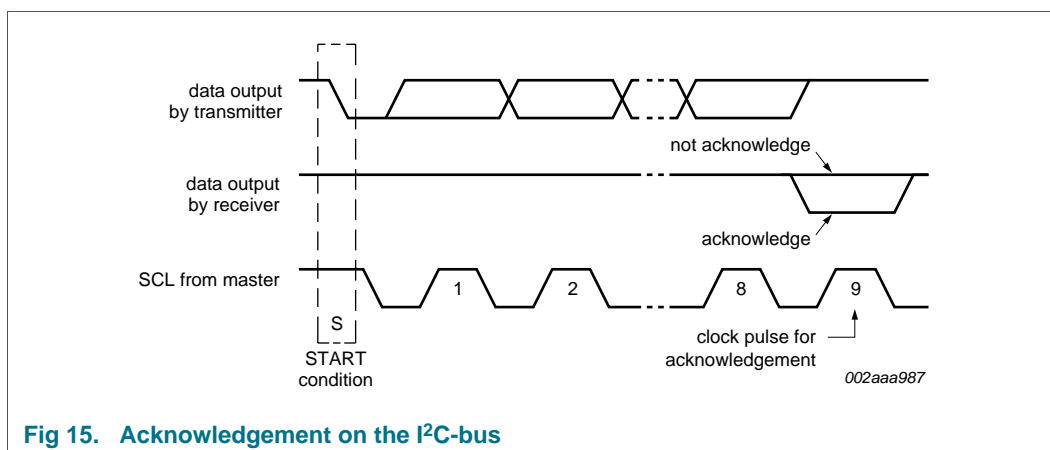 data output
by transmitter
not acknowledge
data output
by receiver
acknowledge
SCL from master
1
2
8
9
S
START
condition
clock pulse for
acknowledgement
002aaa987
Fig 15. Acknowledgement on the I²C-bus